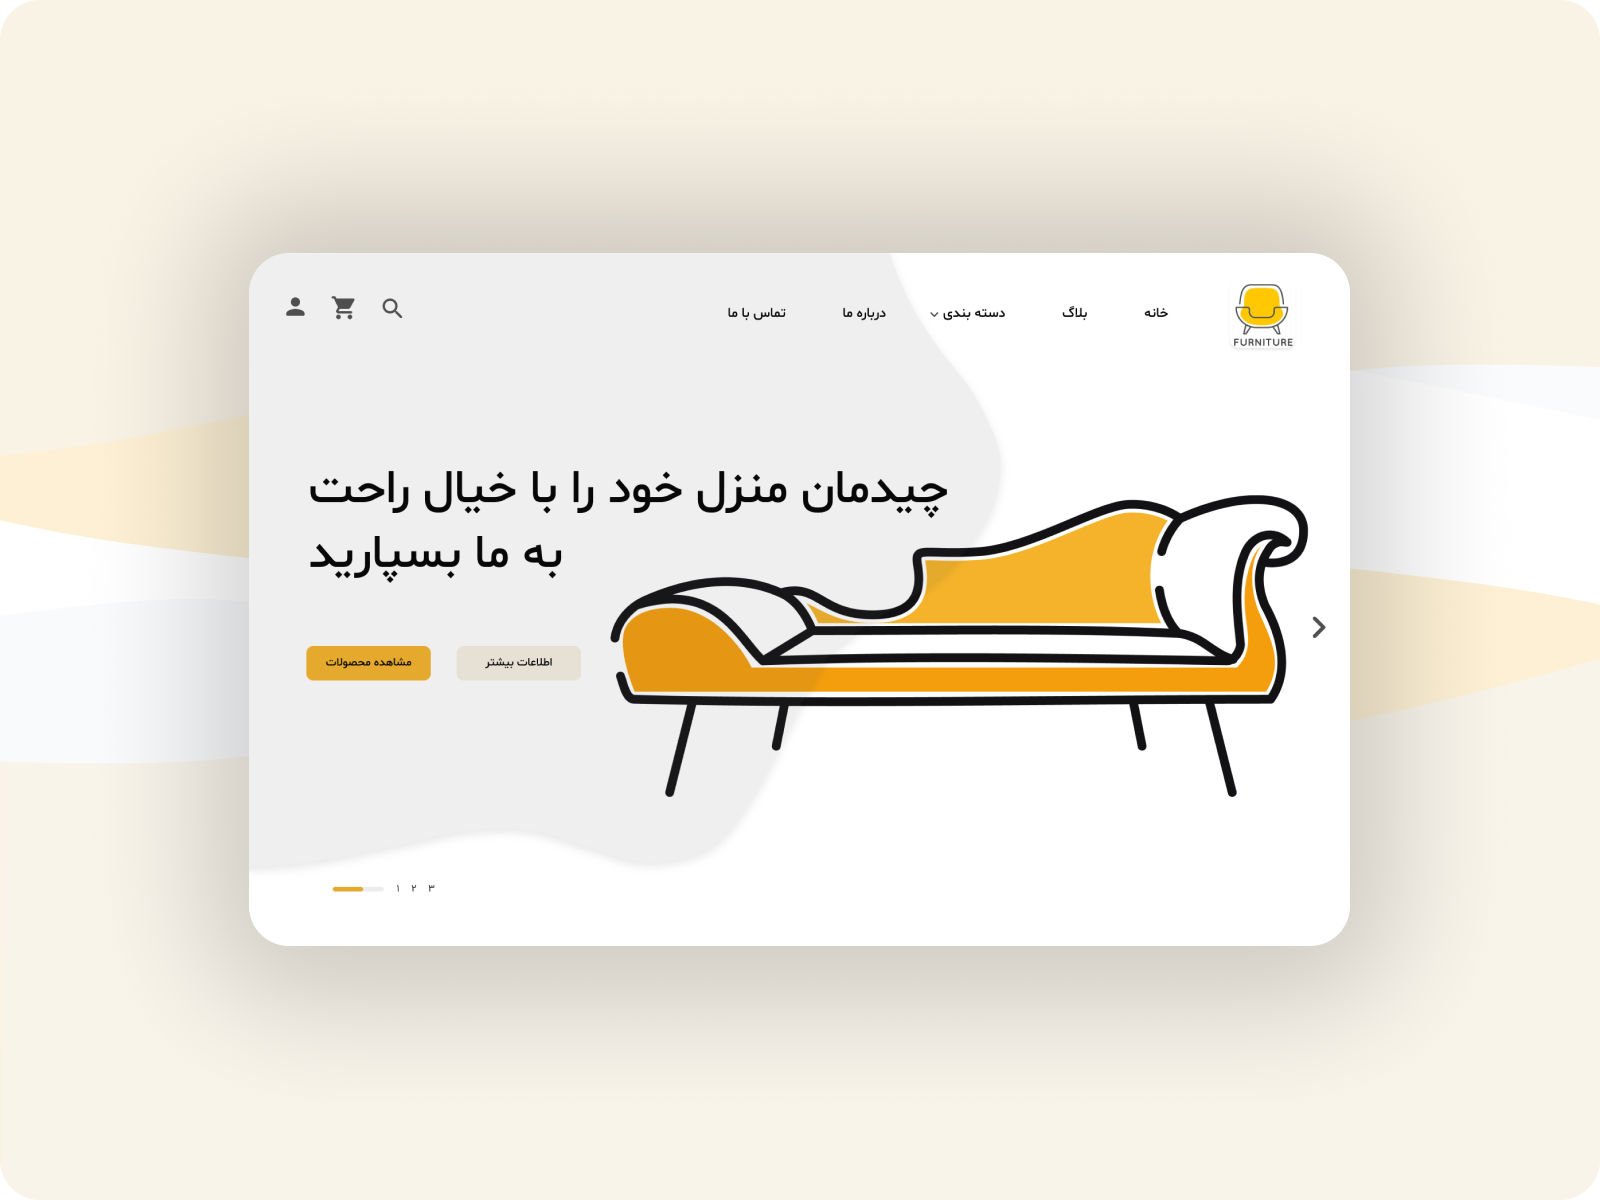 FURNITURE
خانه
بلاگ
دسته بندی
درباره ما
تماس با ما
چیدمان منزل خود را با خیال راحت
به ما بسپارید
اطلاعات بیشتر
مشاهده محصولات
۱ ۲ ۳